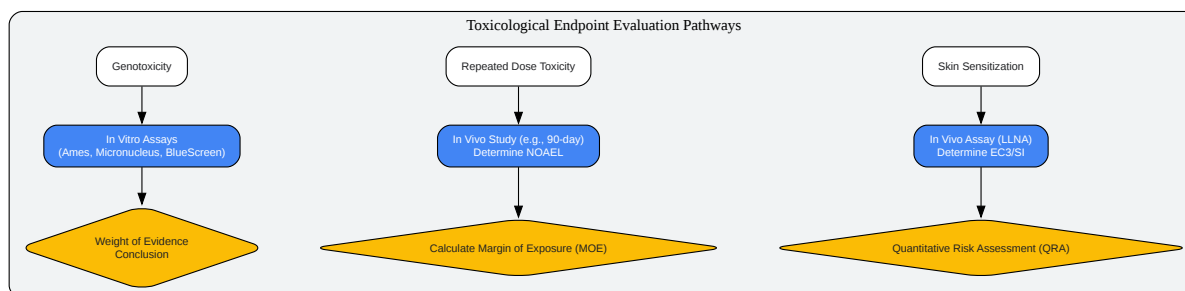 Toxicological Endpoint Evaluation Pathways
Genotoxicity
In Vitro Assays
(Ames, Micronucleus, BlueScreen)
Weight of Evidence
Conclusion
Repeated Dose Toxicity
In Vivo Study (e.g., 90-day)
Determine NOAEL
Calculate Margin of Exposure (MOE)
Skin Sensitization
In Vivo Assay (LLNA)
Determine EC3/SI
Quantitative Risk Assessment (QRA)